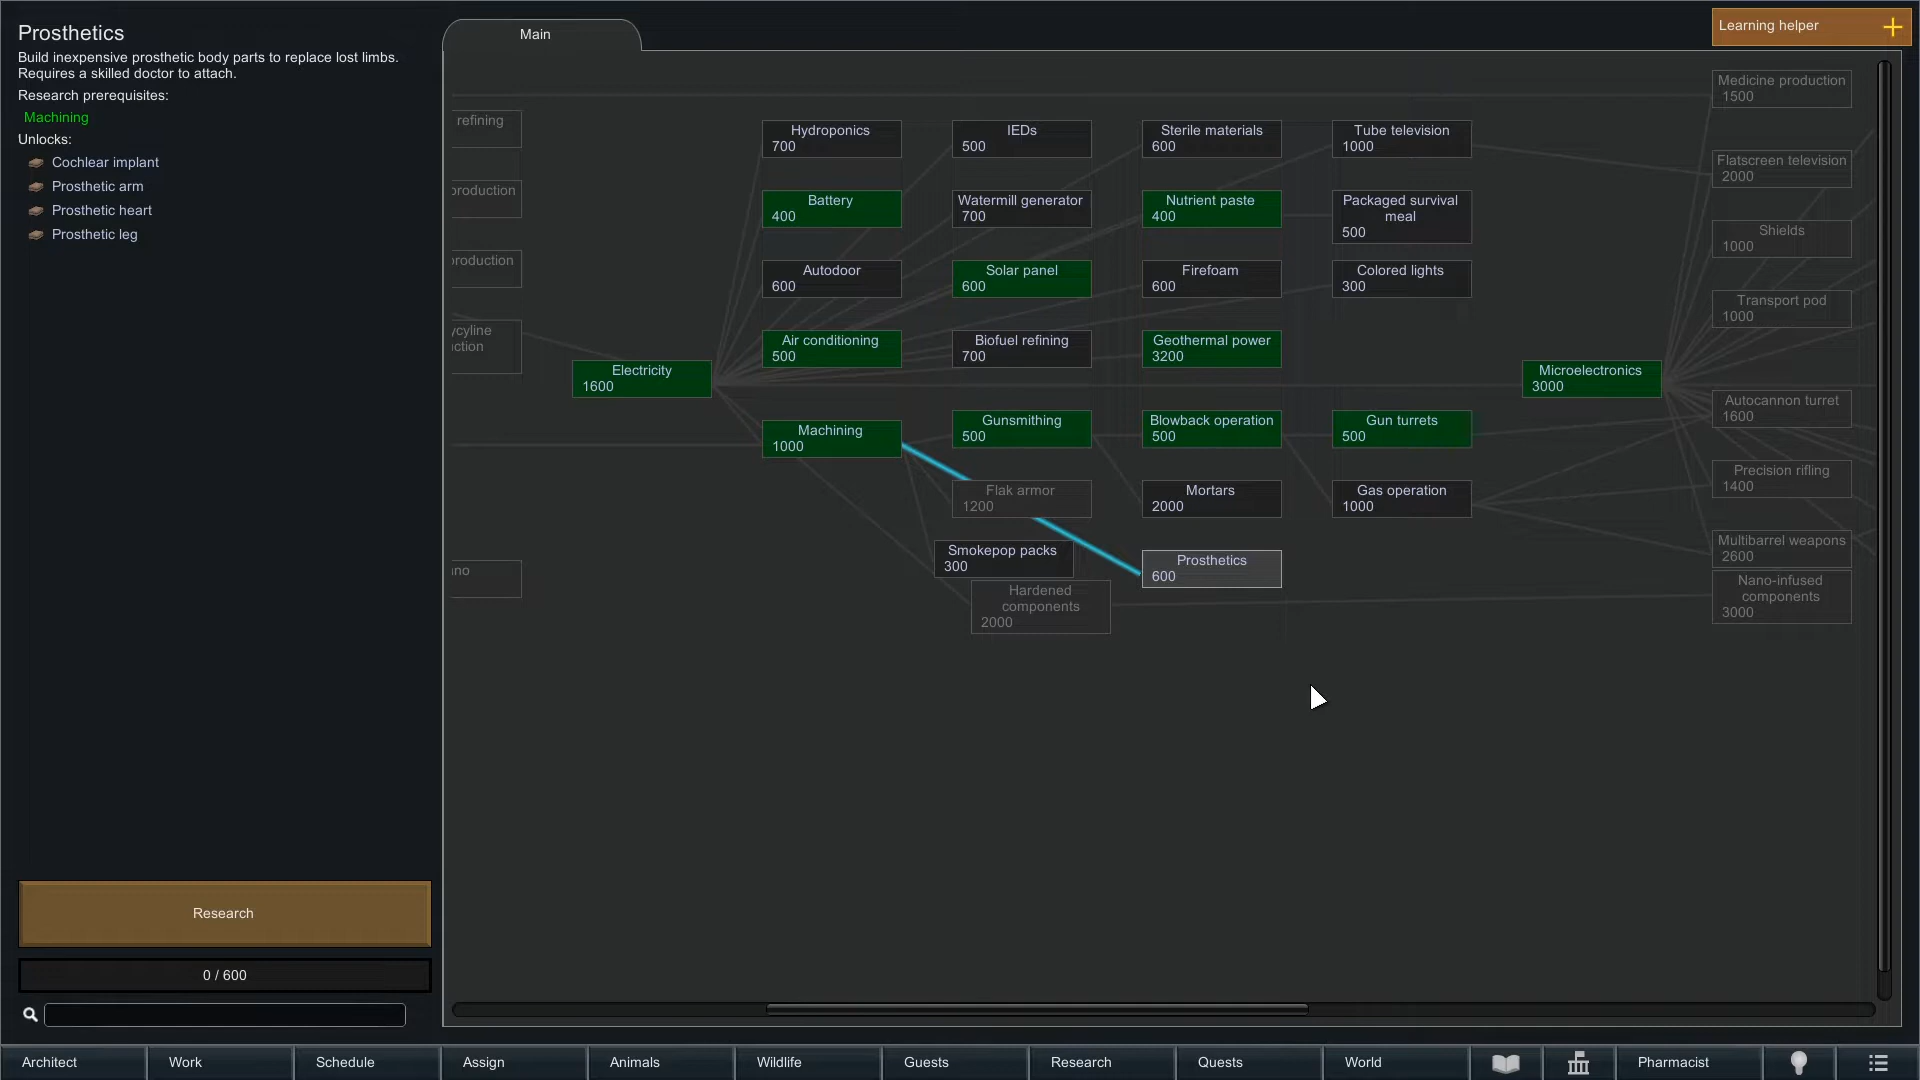 Prosthetics
Build inexpensive prosthetic body parts to replace lost limbs.
Requires a skilled doctor to attach.
Research prerequisites:
Machining
Unlocks:
Cochlear implant
Prosthetic arm
Prosthetic heart
Prosthetic leg
Research
0 / 600
Main
Learning helper
refining
production
production
Electricity
1600
Hydroponics
700
Battery
400
Autodoor
600
Air conditioning
500
Machining
1000
IEDs
500
Watermill generator
700
Solar panel
600
Biofuel refining
700
Gunsmithing
500
Flak armor
1200
Smokepop packs
300
Hardened
components
2000
Sterile materials
600
Nutrient paste
400
Firefoam
600
Geothermal power
3200
Blowback operation
500
Mortars
2000
Prosthetics
600
Tube television
1000
Packaged survival
meal
500
Colored lights
300
Gun turrets
500
Gas operation
1000
Microelectronics
3000
Medicine production
1500
Flatscreen television
2000
Shields
1000
Transport pod
1000
Autocannon turret
1600
Precision rifling
1400
Multibarrel weapons
2600
Nano-infused
components
3000
Architect
Work
Schedule
Assign
Animals
Wildlife
Guests
Research
Quests
World
Pharmacist